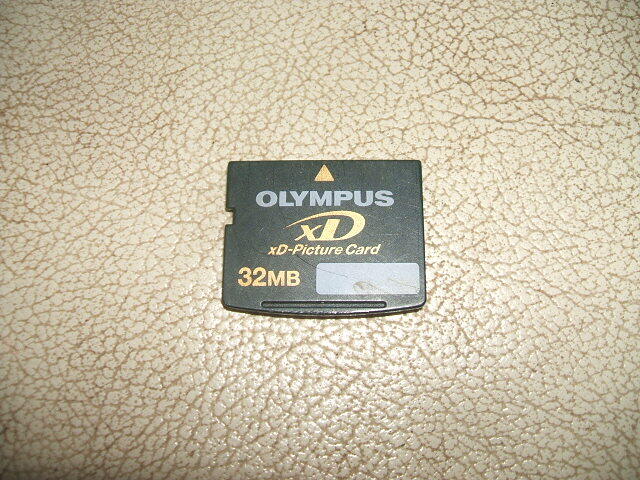 OLYMPUS
xD
xD-Picture Card
32MB